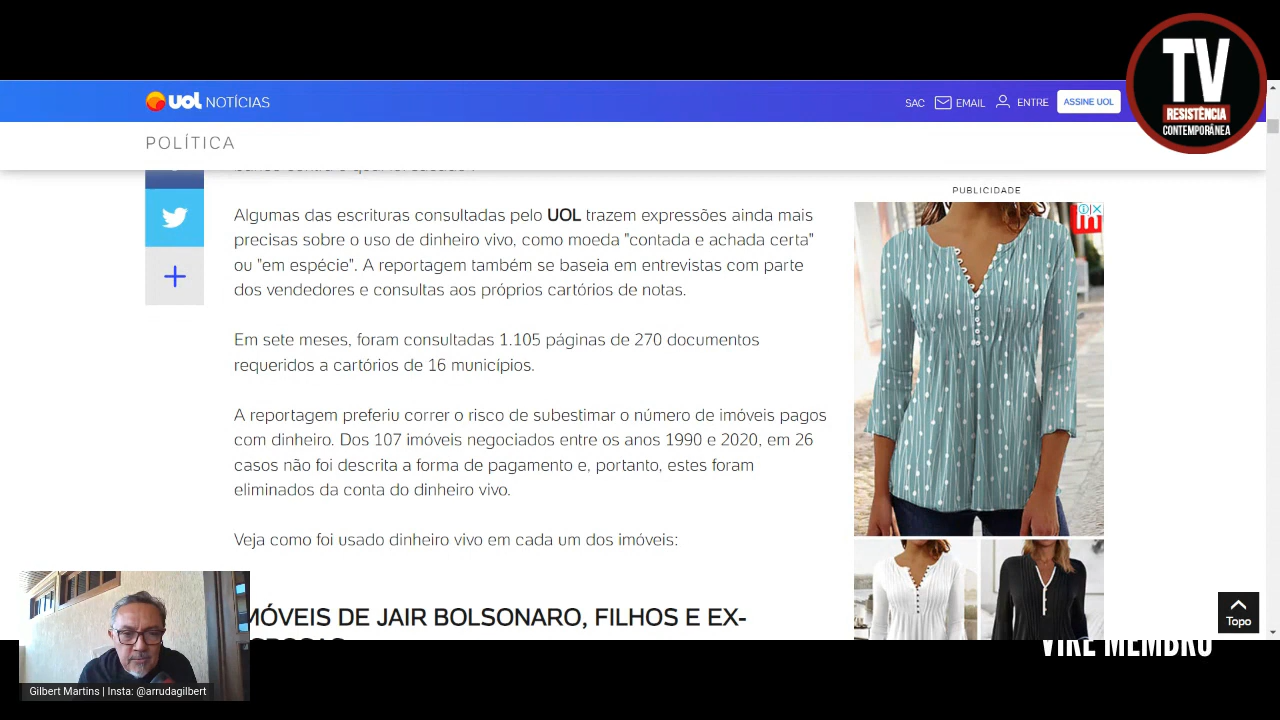 TV
RESISTÊNCIA
CONTEMPORÂNEA
UOL NOTÍCIAS
SAC EMAIL ENTRE ASSINE UOL
POLÍTICA
PUBLICIDADE
Algumas das escrituras consultadas pelo UOL trazem expressões ainda mais
precisas sobre o uso de dinheiro vivo, como moeda "contada e achada certa"
ou "em espécie". A reportagem também se baseia em entrevistas com parte
dos vendedores e consultas aos próprios cartórios de notas.
Em sete meses, foram consultadas 1.105 páginas de 270 documentos
requeridos a cartórios de 16 municípios.
A reportagem preferiu correr o risco de subestimar o número de imóveis pagos
com dinheiro. Dos 107 imóveis negociados entre os anos 1990 e 2020, em 26
casos não foi descrita a forma de pagamento e, portanto, estes foram
eliminados da conta do dinheiro vivo.
Veja como foi usado dinheiro vivo em cada um dos imóveis:
MÓVEIS DE JAIR BOLSONARO, FILHOS E EX-
Topo
VIRE MEMBRO
Gilbert Martins | Insta: @arrudagilbert